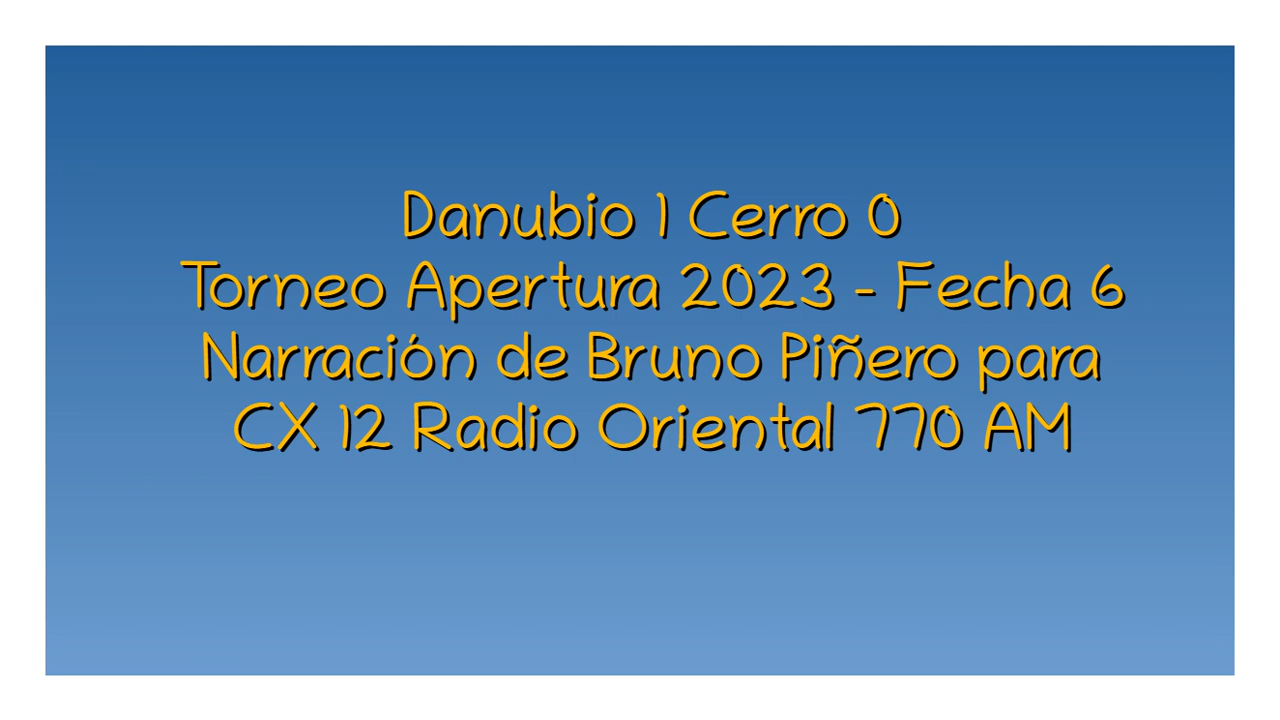 Danubio 1 Cerro 0
Torneo Apertura 2023 - Fecha 6
Narración de Bruno Piñero para
CX 12 Radio Oriental 770 AM